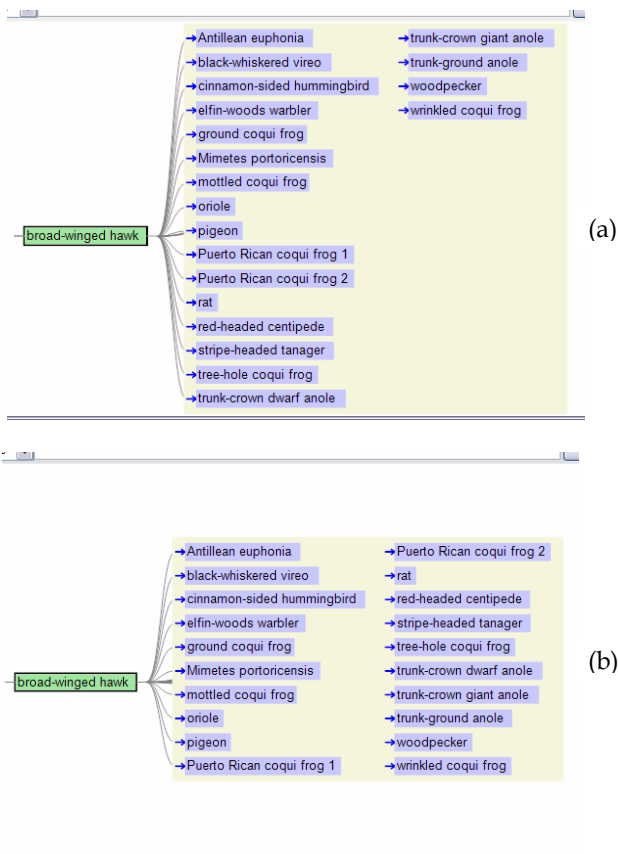 Antillean euphonia
black-whiskered vireo
cinnamon-sided hummingbird
elfin-woods warbler
ground coqui frog
Mimetes portoricensis
mottled coqui frog
oriole
pigeon
Puerto Rican coqui frog 1
Puerto Rican coqui frog 2
rat
red-headed centipede
stripe-headed tanager
tree-hole coqui frog
trunk-crown dwarf anole
trunk-crown giant anole
trunk-ground anole
woodpecker
wrinkled coqui frog
broad-winged hawk
(a)
Antillean euphonia
black-whiskered vireo
cinnamon-sided hummingbird
elfin-woods warbler
ground coqui frog
Mimetes portoricensis
mottled coqui frog
oriole
pigeon
Puerto Rican coqui frog 1
Puerto Rican coqui frog 2
rat
red-headed centipede
stripe-headed tanager
tree-hole coqui frog
trunk-crown dwarf anole
trunk-crown giant anole
trunk-ground anole
woodpecker
wrinkled coqui frog
broad-winged hawk
(b)